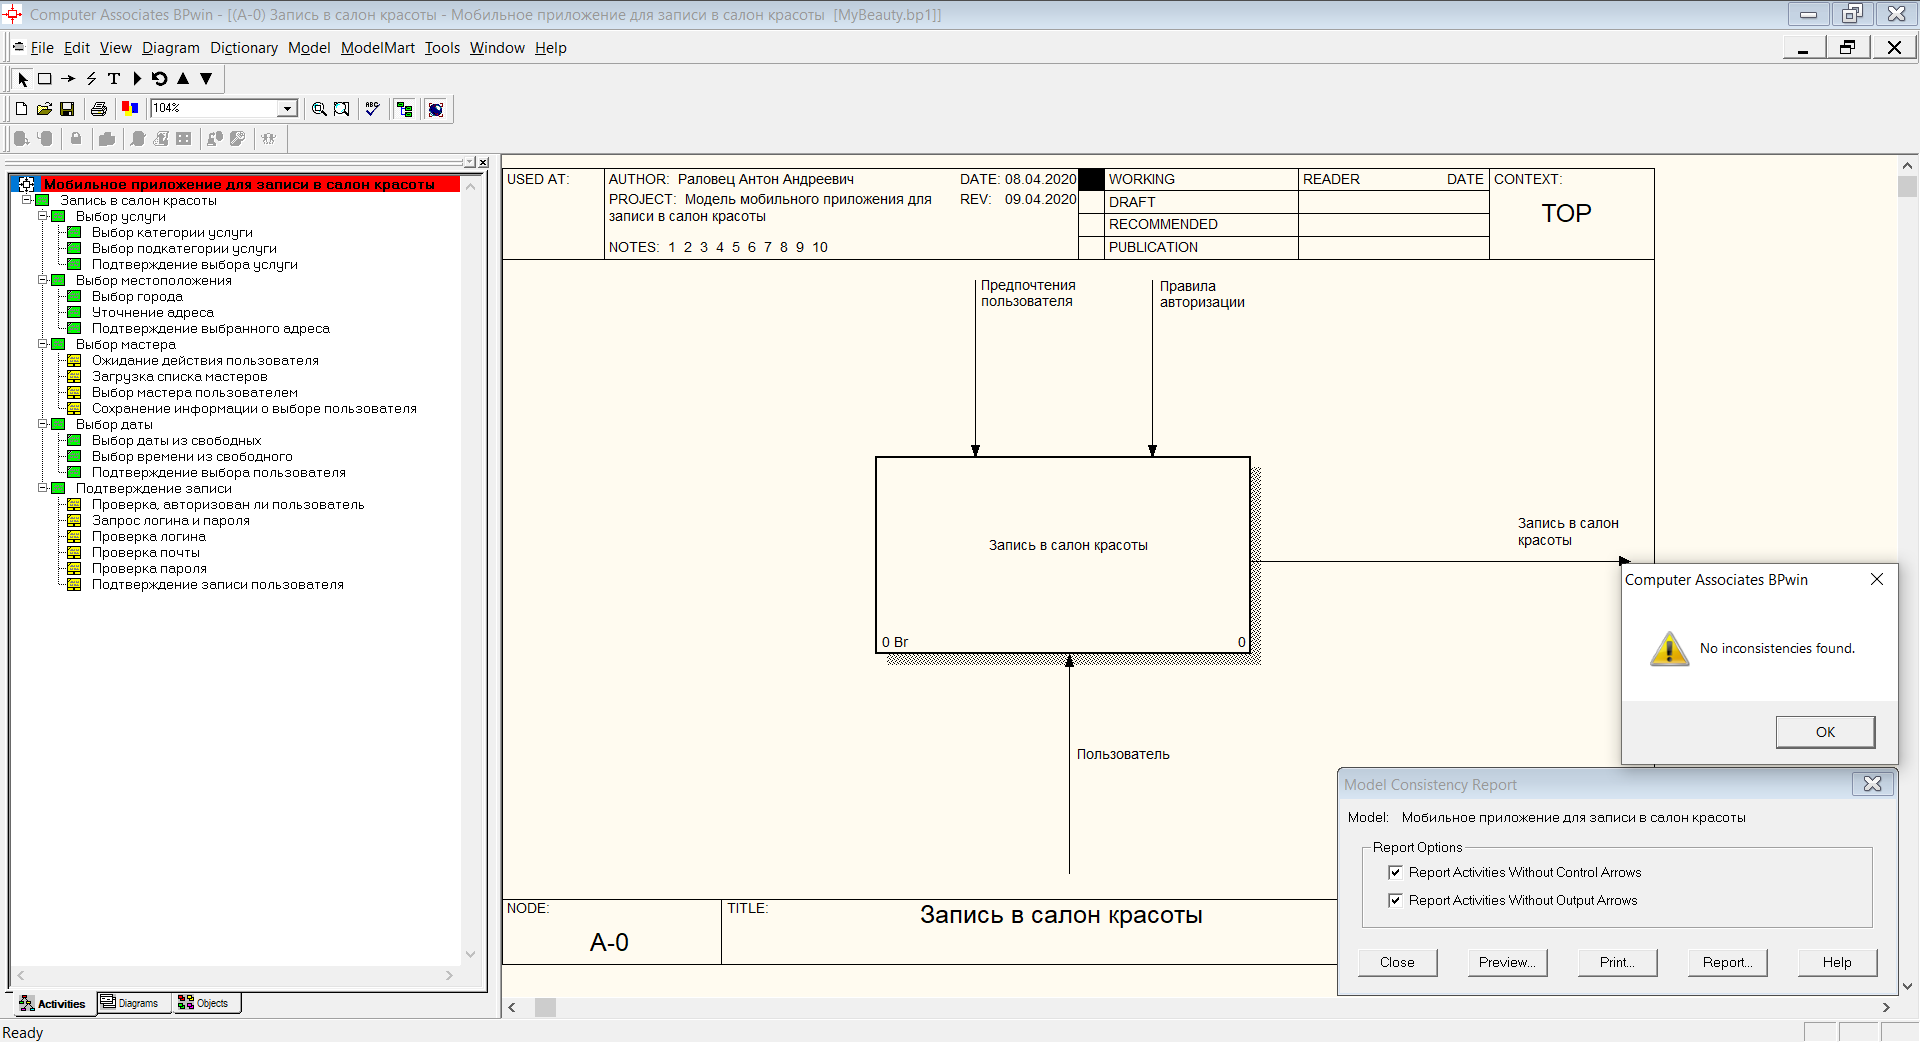 Computer Associates BPwin - [(A-0) Запись в салон красоты - Мобильное приложение для записи в салон красоты  [MyBeauty.bp1]]
File Edit View Diagram Dictionary Model ModelMart Tools Window Help
104%
Мобильное приложение для записи в салон красоты
Запись в салон красоты
Выбор услуги
Выбор категории услуги
Выбор подкатегории услуги
Подтверждение выбора услуги
Выбор местоположения
Выбор города
Уточнение адреса
Подтверждение выбранного адреса
Выбор мастера
Ожидание действия пользователя
Загрузка списка мастеров
Выбор мастера пользователем
Сохранение информации о выборе пользователя
Выбор даты
Выбор даты из свободных
Выбор времени из свободного
Подтверждение выбора пользователя
Подтверждение записи
Проверка, авторизован ли пользователь
Запрос логина и пароля
Проверка логина
Проверка почты
Проверка пароля
Подтверждение записи пользователя
Activities Diagrams Objects
Ready
USED AT:
AUTHOR: Раловец Антон Андреевич
DATE: 08.04.2020
PROJECT: Модель мобильного приложения для
записи в салон красоты
REV: 09.04.2020
NOTES: 1 2 3 4 5 6 7 8 9 10
WORKING
DRAFT
RECOMMENDED
PUBLICATION
READER DATE
CONTEXT:
TOP
Предпочтения
пользователя
Правила
авторизации
Запись в салон красоты
0 Br 0
Запись в салон
красоты
Пользователь
NODE:
A-0
TITLE:
Запись в салон красоты
Computer Associates BPwin
No inconsistencies found.
OK
Model Consistency Report
Model: Мобильное приложение для записи в салон красоты
Report Options
Report Activities Without Control Arrows
Report Activities Without Output Arrows
Close Preview... Print... Report... Help